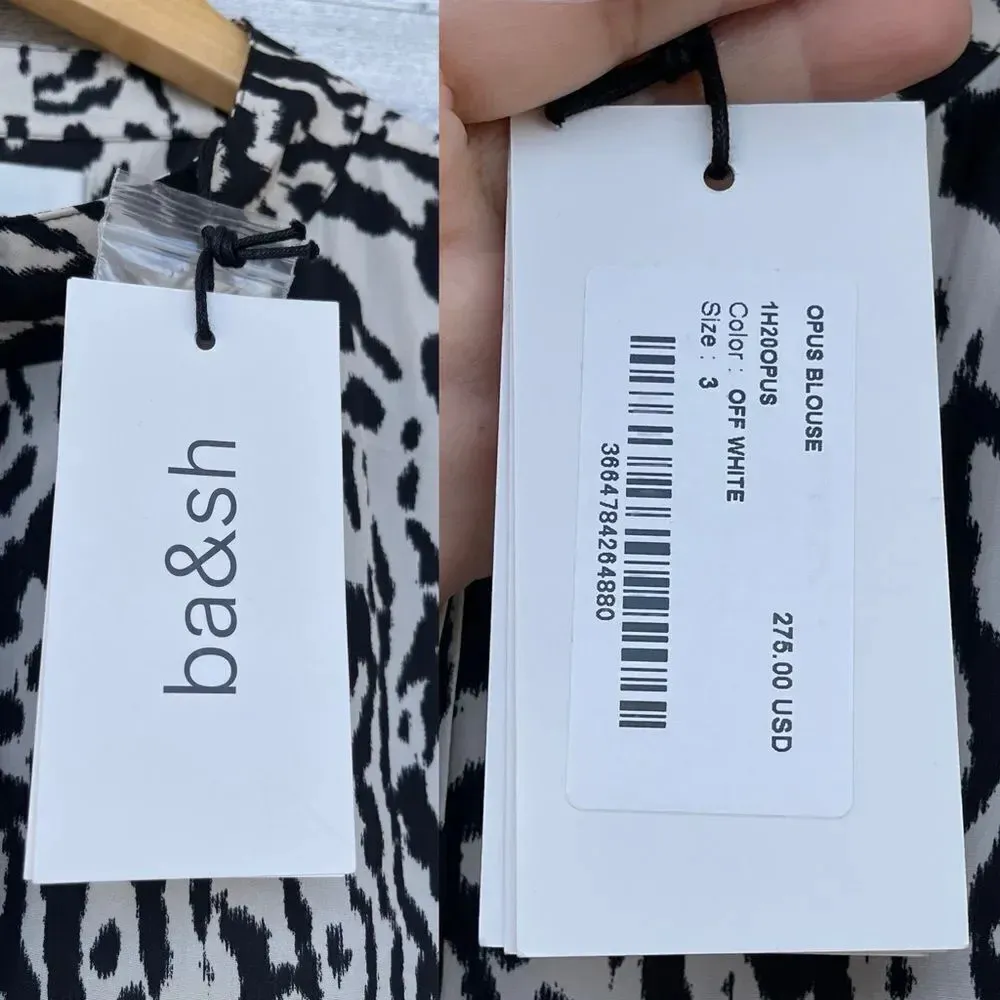 ba&sh
OPUS BLOUSE
275.00 USD
1H20OPUS
Color : OFF WHITE
Size : 3
3664784264880